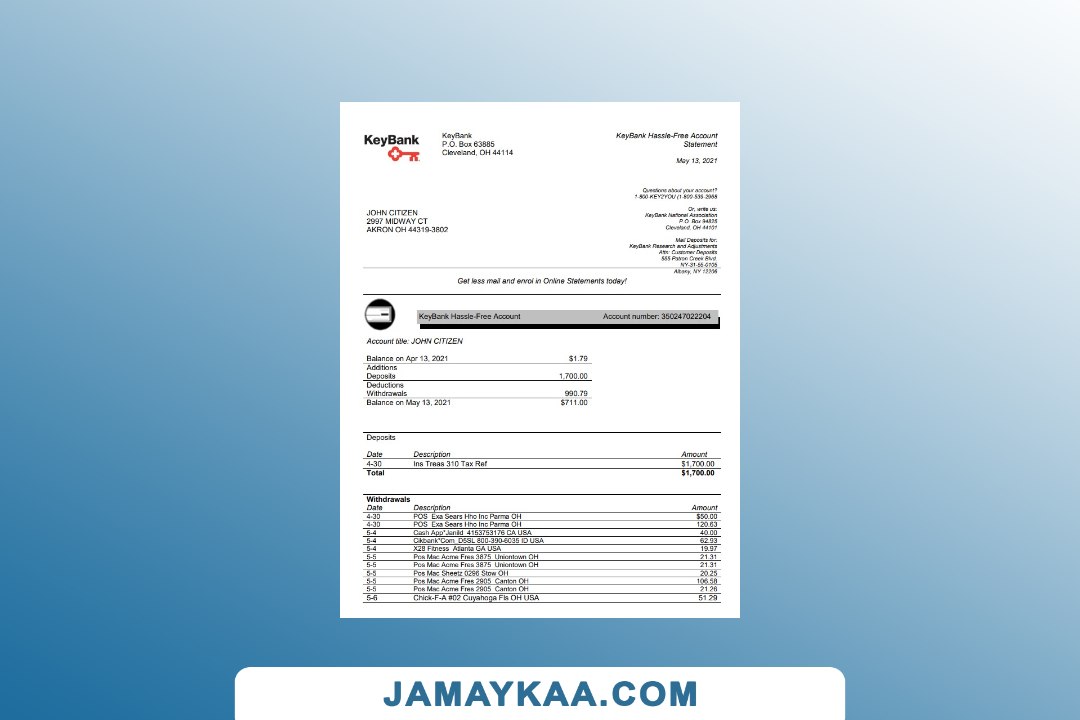 KeyBank
KeyBank
P.O. Box 63885
Cleveland, OH 44114
KeyBank Hassle-Free Account
Statement
May 13, 2021
Questions about your account?
1-800-KEY2YOU (1-800-539-2968
Or, write us:
KeyBank National Association
P.O. Box 94825
Cleveland, OH 44101
Mail Deposits for:
KeyBank Research and Adjustments
Attn: Customer Deposits
555 Patron Creek Blvd.
NY-31-55-0105
Albany, NY 12206
JOHN CITIZEN
2997 MIDWAY CT
AKRON OH 44319-3802
Get less mail and enrol in Online Statements today!
KeyBank Hassle-Free Account Account number: 350247022204
Account title: JOHN CITIZEN
Balance on Apr 13, 2021 $1.79
Additions
Deposits 1,700.00
Deductions
Withdrawals 990.79
Balance on May 13, 2021 $711.00
Deposits
Date Description Amount
4-30 Ins Treas 310 Tax Ref $1,700.00
Total $1,700.00
Withdrawals
Date Description Amount
4-30 POS Exa Sears Hho Inc Parma OH $50.00
4-30 POS Exa Sears Hho Inc Parma OH 120.63
5-4 Cash App*Janild 4153753176 CA USA 40.00
5-4 Clkbank*Com_D5SL 800-390-6035 ID USA 62.93
5-4 X28 Fitness Atlanta GA USA 19.97
5-5 Pos Mac Acme Fres 3875 Uniontown OH 21.31
5-5 Pos Mac Acme Fres 3875 Uniontown OH 21.31
5-5 Pos Mac Sheetz 0296 Stow OH 20.25
5-5 Pos Mac Acme Fres 2905 Canton OH 106.58
5-5 Pos Mac Acme Fres 2905 Canton OH 21.26
5-6 Chick-F-A #02 Cuyahoga Fls OH USA 51.29
JAMAYKAA.COM